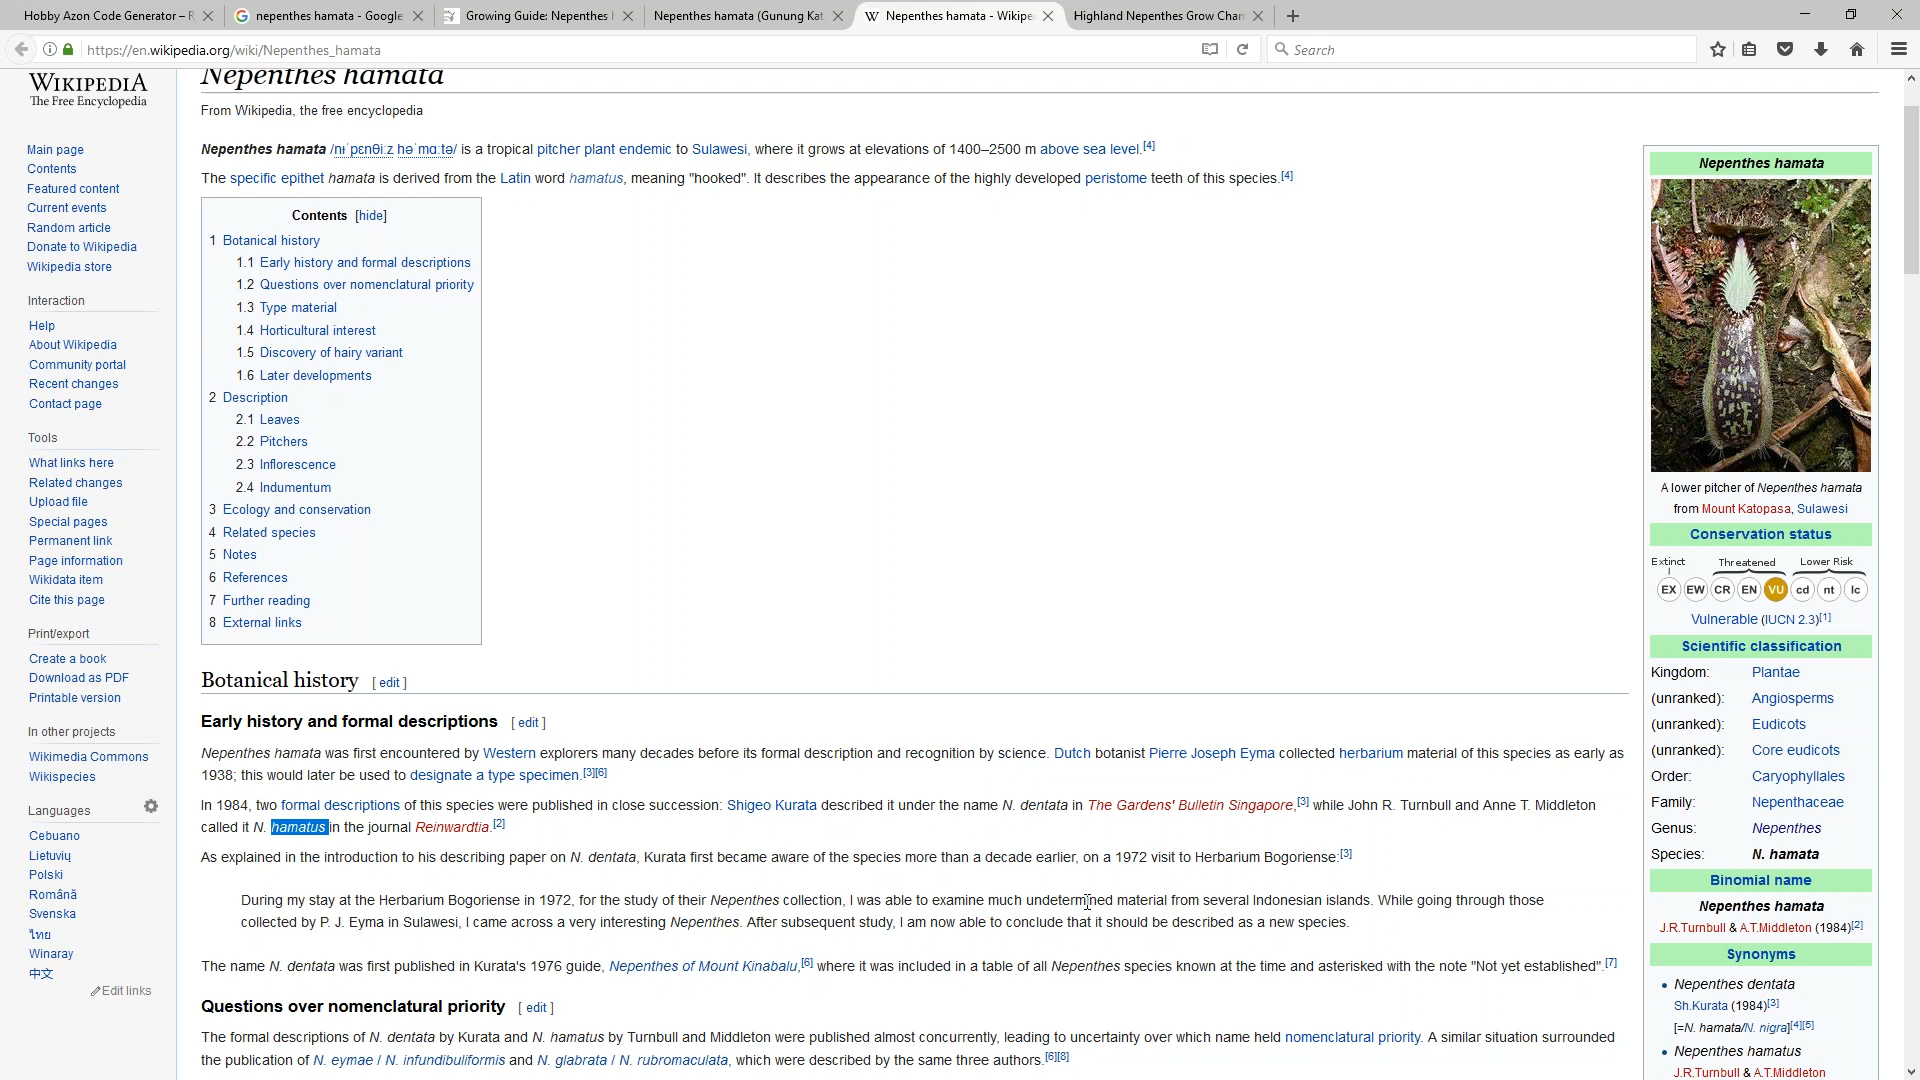 Hobby Azon Code Generator – R
nepenthes hamata - Google
Growing Guide: Nepenthes
Nepenthes hamata (Gunung Kat
Nepenthes hamata - Wikipe
Highland Nepenthes Grow Cham
https://en.wikipedia.org/wiki/Nepenthes_hamata
Search
WIKIPEDIA
The Free Encyclopedia
Main page
Contents
Featured content
Current events
Random article
Donate to Wikipedia
Wikipedia store
Interaction
Help
About Wikipedia
Community portal
Recent changes
Contact page
Tools
What links here
Related changes
Upload file
Special pages
Permanent link
Page information
Wikidata item
Cite this page
Print/export
Create a book
Download as PDF
Printable version
In other projects
Wikimedia Commons
Wikispecies
Languages
Cebuano
Lietuvių
Polski
Română
Svenska
ไทย
Winaray
中文
Edit links
Nepenthes hamata
From Wikipedia, the free encyclopedia
Nepenthes hamata /nɪˈpɛnθiːz həˈmɑːtə/ is a tropical pitcher plant endemic to Sulawesi, where it grows at elevations of 1400–2500 m above sea level.[4]
The specific epithet hamata is derived from the Latin word hamatus, meaning "hooked". It describes the appearance of the highly developed peristome teeth of this species.[4]
Contents [hide]
1 Botanical history
1.1 Early history and formal descriptions
1.2 Questions over nomenclatural priority
1.3 Type material
1.4 Horticultural interest
1.5 Discovery of hairy variant
1.6 Later developments
2 Description
2.1 Leaves
2.2 Pitchers
2.3 Inflorescence
2.4 Indumentum
3 Ecology and conservation
4 Related species
5 Notes
6 References
7 Further reading
8 External links
Botanical history [ edit ]
Early history and formal descriptions [ edit ]
Nepenthes hamata was first encountered by Western explorers many decades before its formal description and recognition by science. Dutch botanist Pierre Joseph Eyma collected herbarium material of this species as early as
1938; this would later be used to designate a type specimen.[3][6]
In 1984, two formal descriptions of this species were published in close succession: Shigeo Kurata described it under the name N. dentata in The Gardens' Bulletin Singapore,[3] while John R. Turnbull and Anne T. Middleton
called it N. hamatus in the journal Reinwardtia.[2]
As explained in the introduction to his describing paper on N. dentata, Kurata first became aware of the species more than a decade earlier, on a 1972 visit to Herbarium Bogoriense:[3]
During my stay at the Herbarium Bogoriense in 1972, for the study of their Nepenthes collection, I was able to examine much undetermined material from several Indonesian islands. While going through those
collected by P. J. Eyma in Sulawesi, I came across a very interesting Nepenthes. After subsequent study, I am now able to conclude that it should be described as a new species.
The name N. dentata was first published in Kurata's 1976 guide, Nepenthes of Mount Kinabalu,[6] where it was included in a table of all Nepenthes species known at the time and asterisked with the note "Not yet established".[7]
Questions over nomenclatural priority [ edit ]
The formal descriptions of N. dentata by Kurata and N. hamatus by Turnbull and Middleton were published almost concurrently, leading to uncertainty over which name held nomenclatural priority. A similar situation surrounded
the publication of N. eymae / N. infundibuliformis and N. glabrata / N. rubromaculata, which were described by the same three authors.[6][8]
Nepenthes hamata
A lower pitcher of Nepenthes hamata
from Mount Katopasa, Sulawesi
Conservation status
Extinct Threatened Lower Risk
EX EW CR EN VU cd nt lc
Vulnerable (IUCN 2.3)[1]
Scientific classification
Kingdom: Plantae
(unranked): Angiosperms
(unranked): Eudicots
(unranked): Core eudicots
Order: Caryophyllales
Family: Nepenthaceae
Genus: Nepenthes
Species: N. hamata
Binomial name
Nepenthes hamata
J.R.Turnbull & A.T.Middleton (1984)[2]
Synonyms
Nepenthes dentata
Sh.Kurata (1984)[3]
[=N. hamata/N. nigra][4][5]
Nepenthes hamatus
J.R.Turnbull & A.T.Middleton